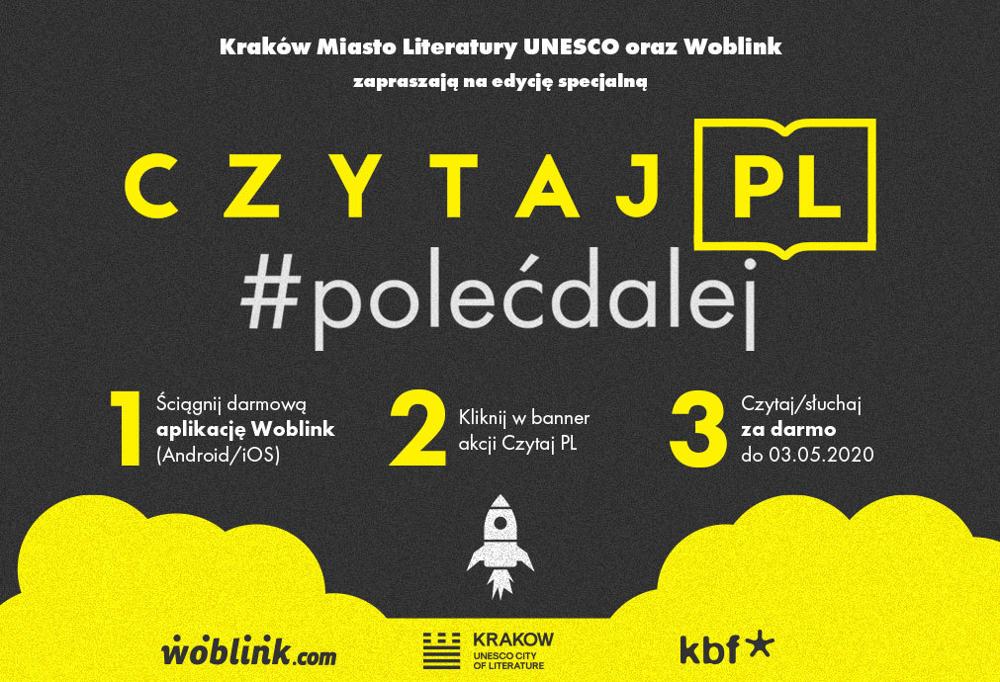 Kraków Miasto Literatury UNESCO oraz Woblink
zapraszają na edycję specjalną
CZYTAJ PL
#polećdalej
1
Ściągnij darmową
aplikację Woblink
(Android/iOS)
2
Kliknij w banner
akcji Czytaj PL
3
Czytaj/słuchaj
za darmo
do 03.05.2020
woblink.com
KRAKOW
UNESCO CITY
OF LITERATURE
kbf*